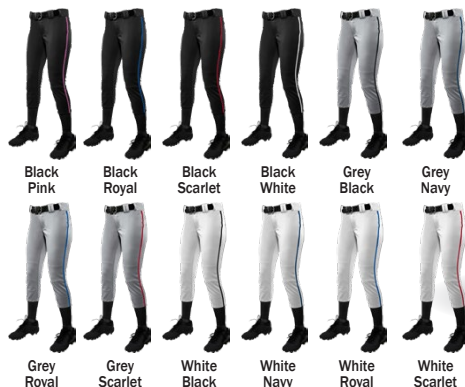 Black
Pink
Black
Royal
Black
Scarlet
Black
White
Grey
Black
Grey
Navy
Grey
Royal
Grey
Scarlet
White
Black
White
Navy
White
Royal
White
Scarlet